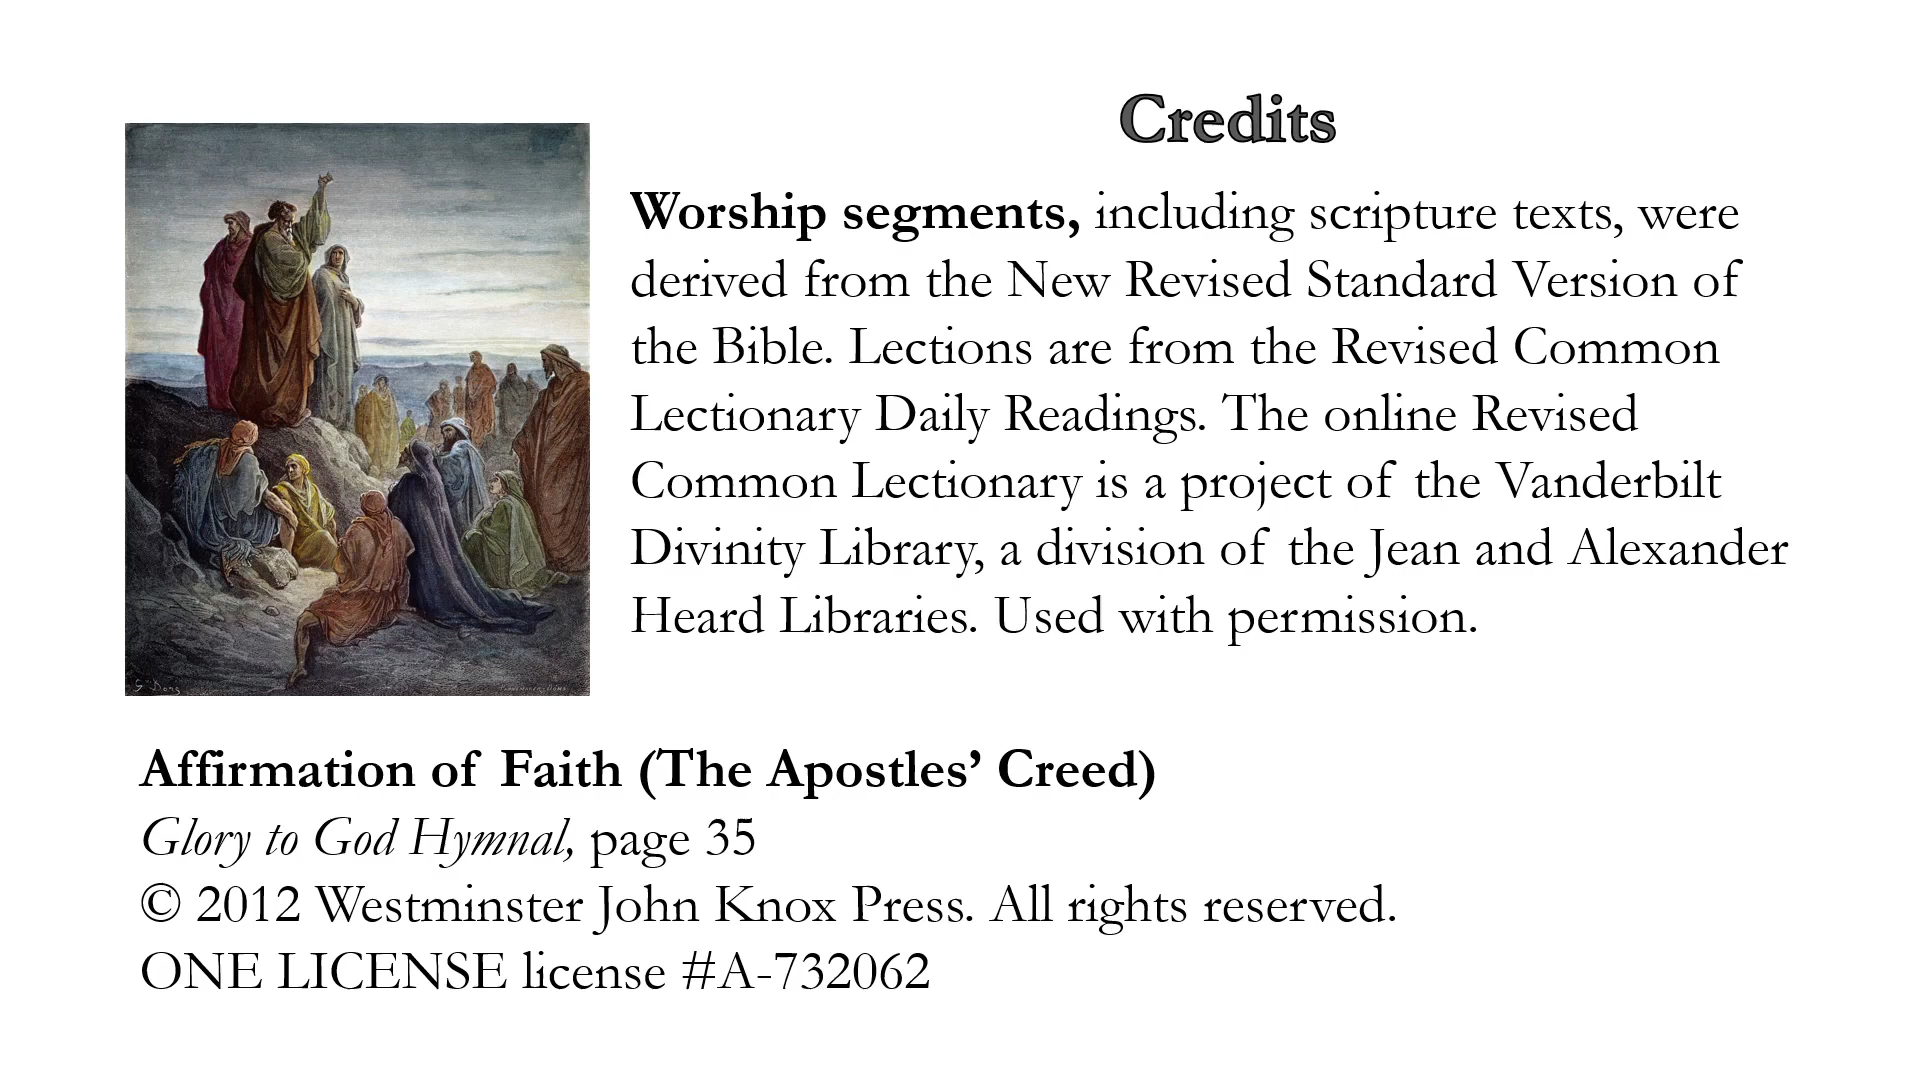 Credits
Worship segments, including scripture texts, were
derived from the New Revised Standard Version of
the Bible. Lections are from the Revised Common
Lectionary Daily Readings. The online Revised
Common Lectionary is a project of the Vanderbilt
Divinity Library, a division of the Jean and Alexander
Heard Libraries. Used with permission.
G Doré
Affirmation of Faith (The Apostles’ Creed)
Glory to God Hymnal, page 35
© 2012 Westminster John Knox Press. All rights reserved.
ONE LICENSE license #A-732062